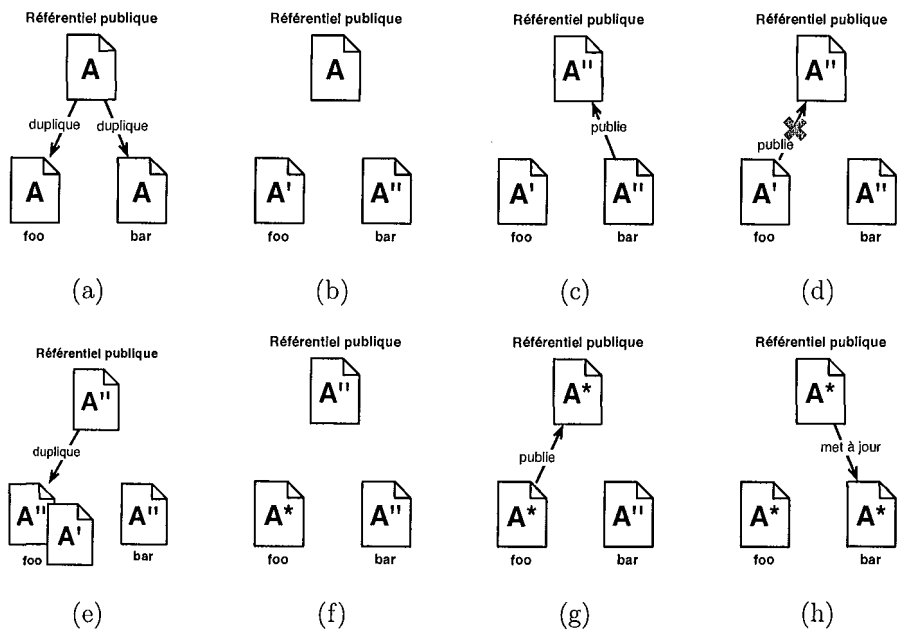 Référentiel publique
A
duplique duplique
A A
foo bar
(a)
Référentiel publique
A
A' A"
foo bar
(b)
Référentiel publique
A"
publie
A' A"
foo bar
(c)
Référentiel publique
A"
publie
A' A"
foo bar
(d)
Référentiel publique
A"
duplique
A" A' A"
foo bar
(e)
Référentiel publique
A"
A* A"
foo bar
(f)
Référentiel publique
A*
publie
A* A"
foo bar
(g)
Référentiel publique
A*
met à jour
A* A*
foo bar
(h)